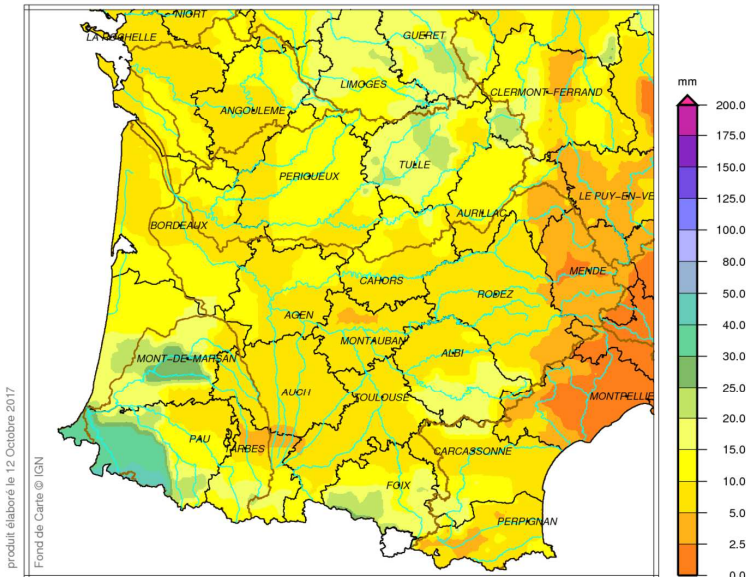 NIORT
LA ROCHELLE
GUERET
LIMOGES
CLERMONT-FERRAND
ANGOULEME
PERIGUEUX
TULLE
AURILLAC
LE PUY-EN-VE
BORDEAUX
CAHORS
MENDE
RODEZ
AGEN
MONTAUBAN
ALBI
MONT-DE-MARSAN
AUCH
TOULOUSE
MONTPELLIE
PAU
TARBES
CARCASSONNE
FOIX
PERPIGNAN
mm
200.0
175.0
150.0
125.0
100.0
80.0
50.0
40.0
30.0
25.0
20.0
15.0
10.0
5.0
2.5
0.0
produit élaboré le 12 Octobre 2017
Fond de Carte © IGN